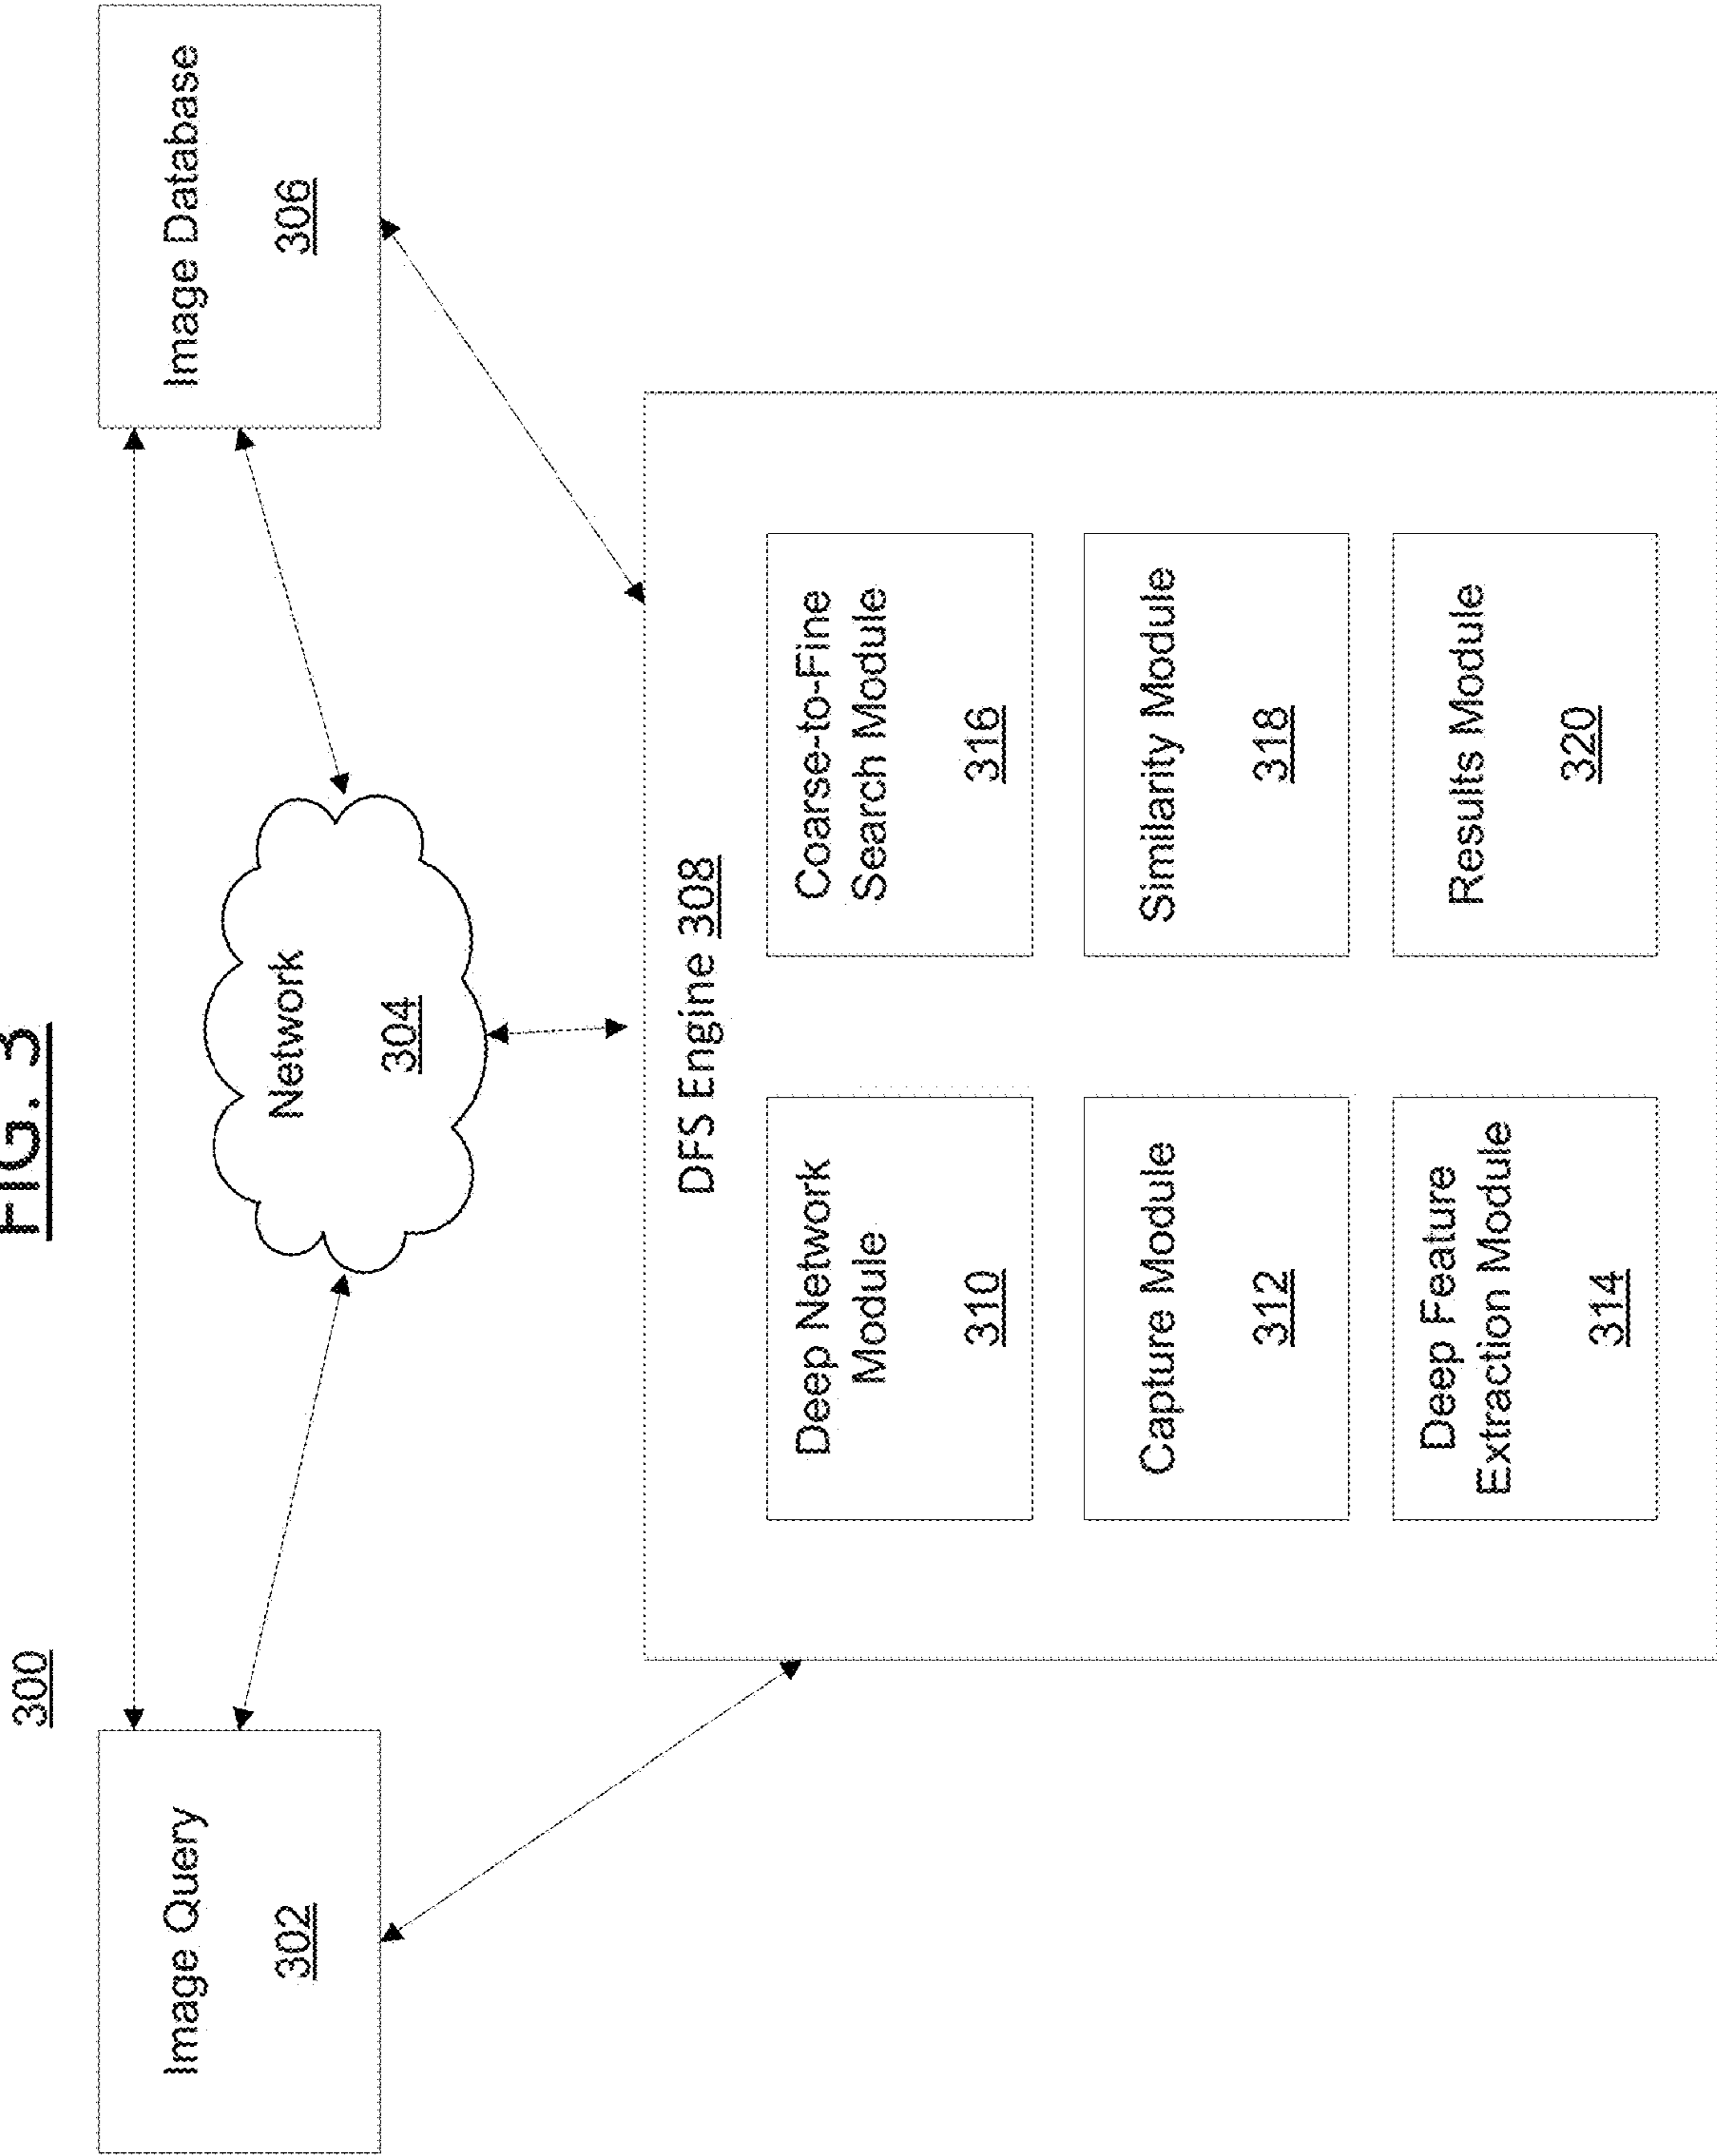 FIG. 3
300
Image Query
302
Network
304
Image Database
306
DFS Engine 308
Deep Network
Module
310
Capture Module
312
Deep Feature
Extraction Module
314
Coarse-to-Fine
Search Module
316
Similarity Module
318
Results Module
320